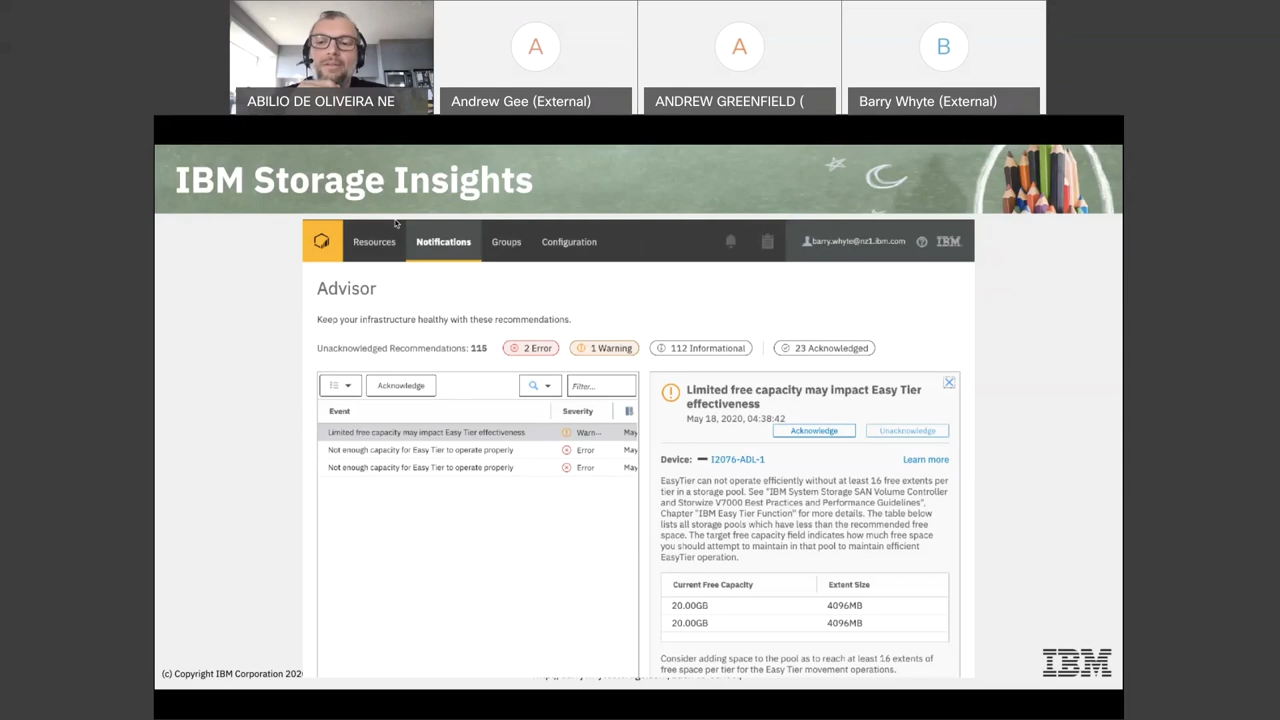 A
A
B
ABILIO DE OLIVEIRA NE
Andrew Gee (External)
ANDREW GREENFIELD (
Barry Whyte (External)
IBM Storage Insights
Resources
Notifications
Groups
Configuration
barry.whyte@nz1.ibm.com
IBM
Advisor
Keep your infrastructure healthy with these recommendations.
Unacknowledged Recommendations: 115
2 Error
1 Warning
112 Informational
23 Acknowledged
Acknowledge
Filter...
Event
Severity
Limited free capacity may impact Easy Tier effectiveness
Warn...
May
Not enough capacity for Easy Tier to operate properly
Error
May
Not enough capacity for Easy Tier to operate properly
Error
May
Limited free capacity may impact Easy Tier
effectiveness
May 18, 2020, 04:38:42
Acknowledge
Unacknowledge
Device:
I2076-ADL-1
Learn more
EasyTier can not operate efficiently without at least 16 free extents per
tier in a storage pool. See "IBM System Storage SAN Volume Controller
and Storwize V7000 Best Practices and Performance Guidelines",
Chapter "IBM Easy Tier Function" for more details. The table below
lists all storage pools which have less than the recommended free
space. The target free capacity field indicates how much free space
you should attempt to maintain in that pool to maintain efficient
EasyTier operation.
Current Free Capacity
Extent Size
20.00GB
4096MB
20.00GB
4096MB
Consider adding space to the pool as to reach at least 16 extents of
free space per tier for the Easy Tier movement operations.
(c) Copyright IBM Corporation 202
IBM